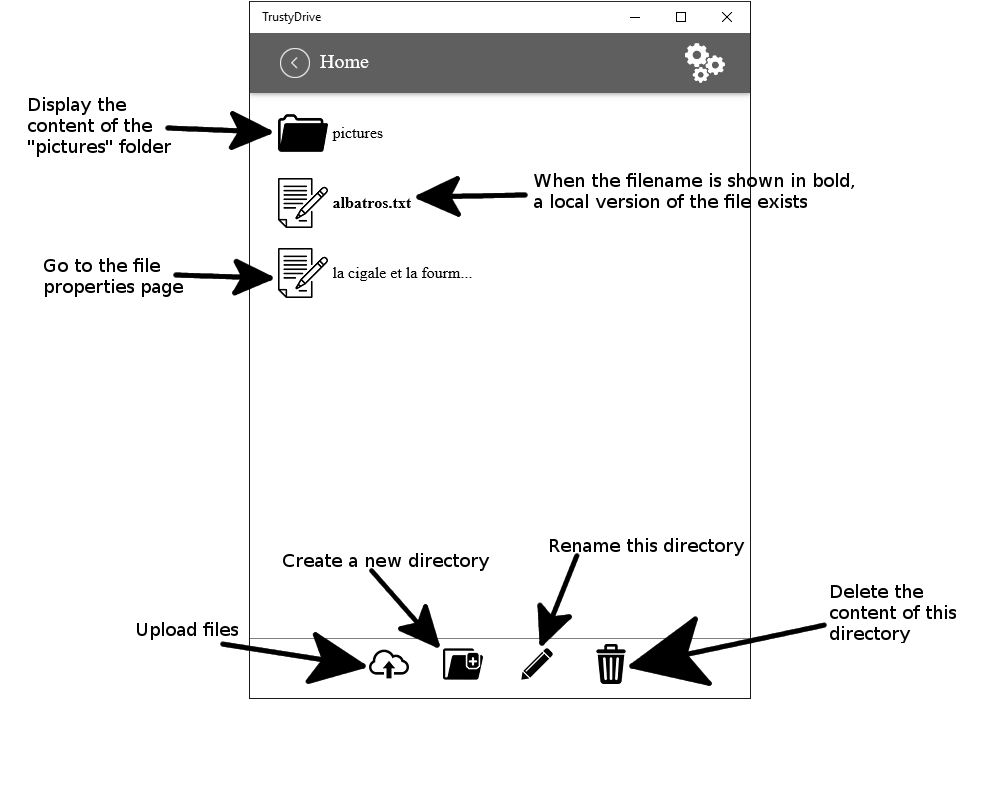 TrustyDrive
Home
Display the
content of the
"pictures" folder
pictures
When the filename is shown in bold,
a local version of the file exists
albatros.txt
Go to the file
properties page
la cigale et la fourm...
Rename this directory
Create a new directory
Delete the
content of this
directory
Upload files